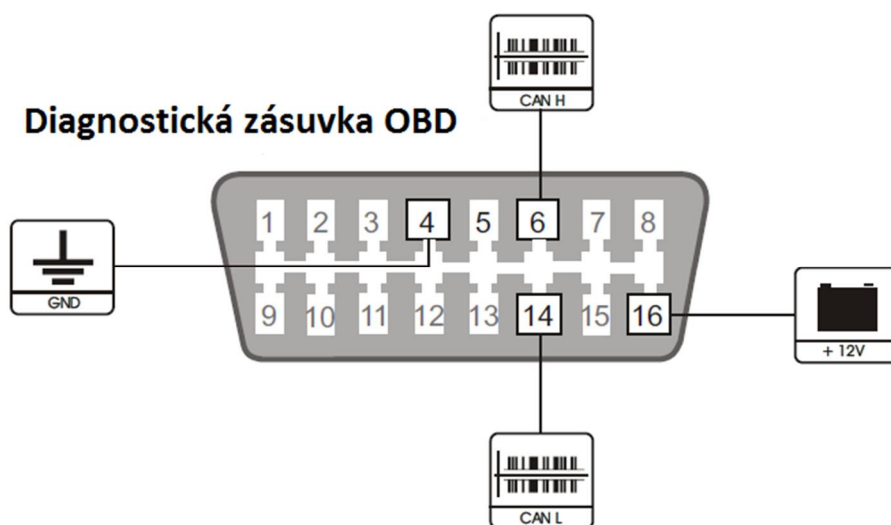 CAN H
Diagnostická zásuvka OBD
1 2 3 4 5 6 7 8
GND
9 10 11 12 13 14 15 16
+ 12V
CAN L